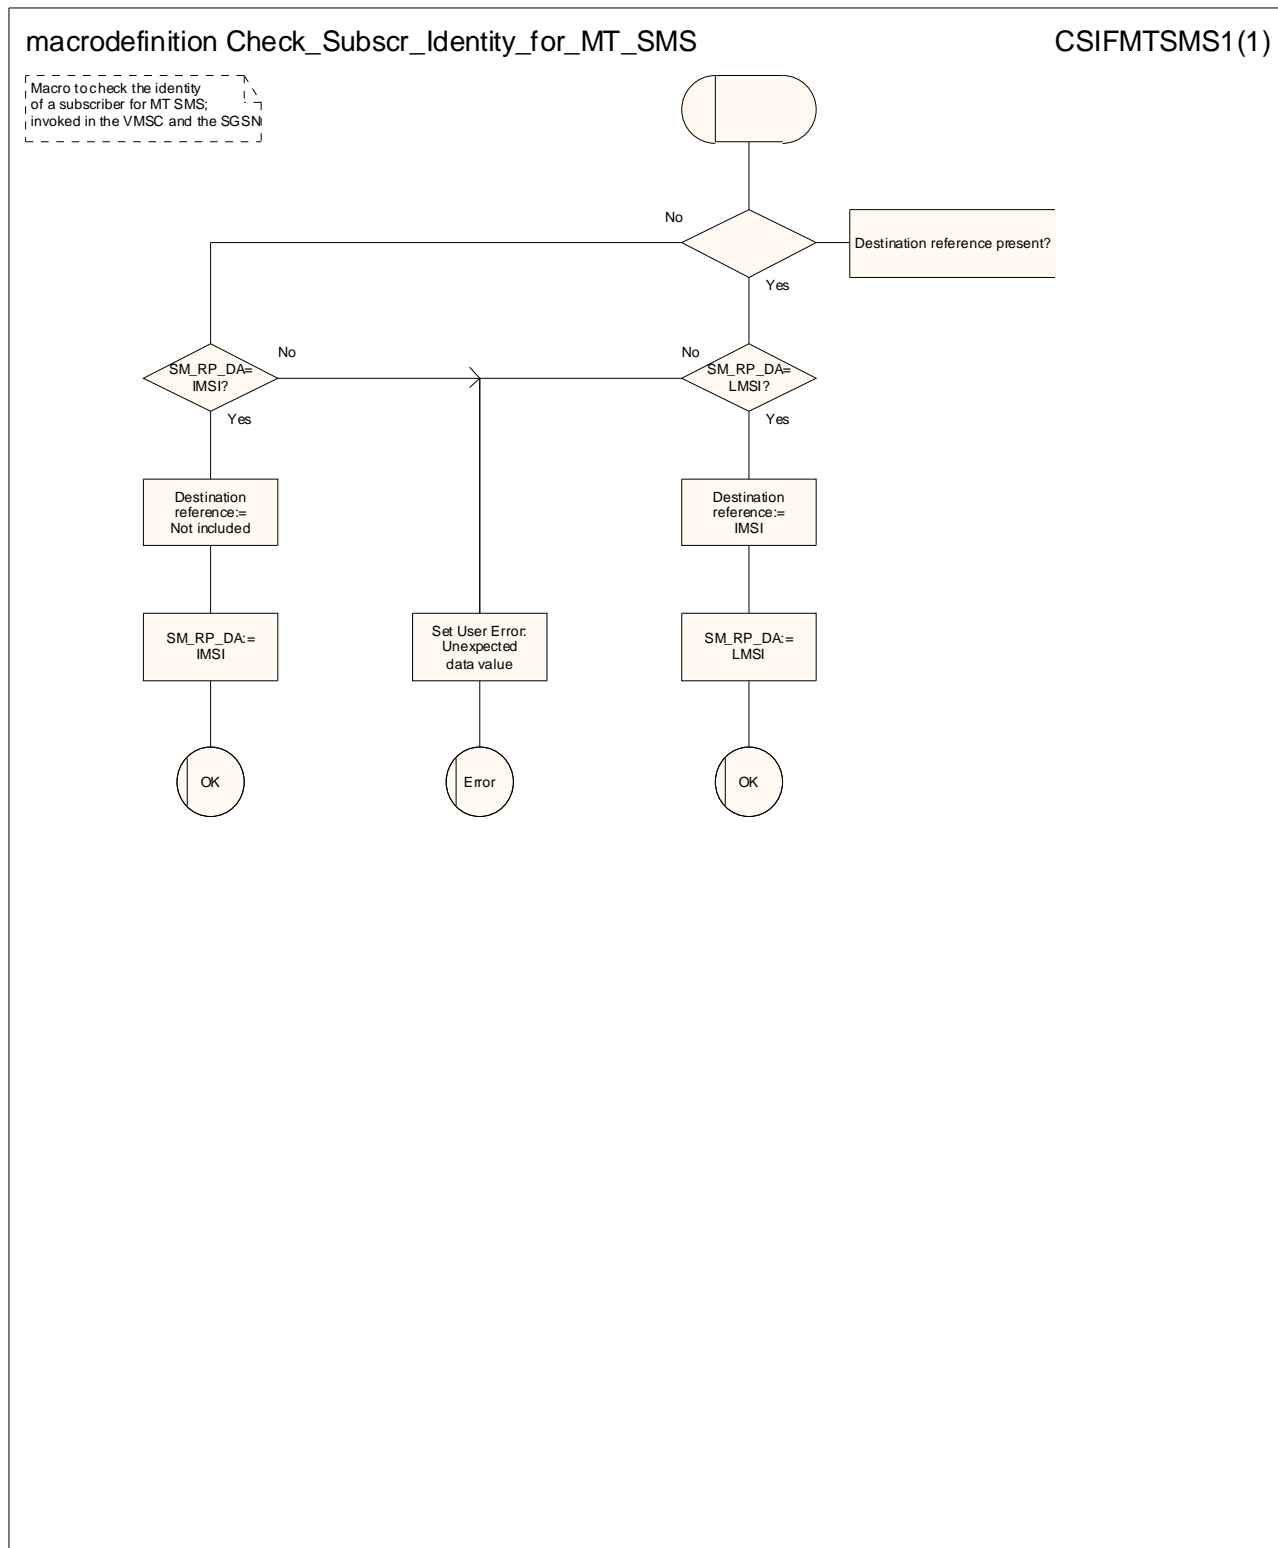 macrodefinition Check_Subscr_Identity_for_MT_SMS
CSIFMTSMS1(1)
Macro to check the identity
of a subscriber for MT SMS;
invoked in the VMSC and the SGSN
No
Destination reference present?
Yes
No
No
SM_RP_DA=
IMSI?
SM_RP_DA=
LMSI?
Yes
Yes
Destination
reference:=
Not included
Destination
reference:=
IMSI
SM_RP_DA:=
IMSI
Set User Error:
Unexpected
data value
SM_RP_DA:=
LMSI
OK
Error
OK